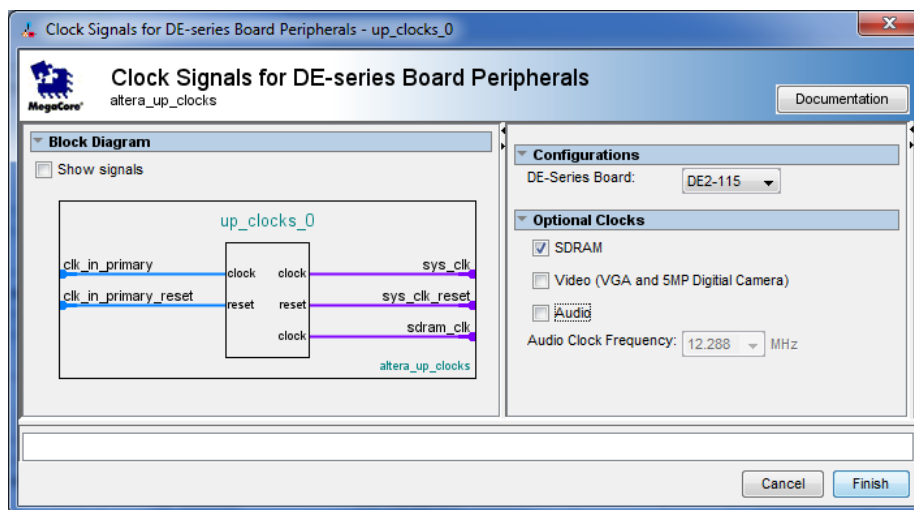 Clock Signals for DE-series Board Peripherals - up_clocks_0
Clock Signals for DE-series Board Peripherals
altera_up_clocks
MegaCore®
Documentation
Block Diagram
Show signals
up_clocks_0
clk_in_primary
clock
clock
sys_clk
clk_in_primary_reset
reset
reset
sys_clk_reset
clock
sdram_clk
altera_up_clocks
Configurations
DE-Series Board:
DE2-115
Optional Clocks
SDRAM
Video (VGA and 5MP Digitial Camera)
Audio
Audio Clock Frequency:
12.288
MHz
Cancel
Finish